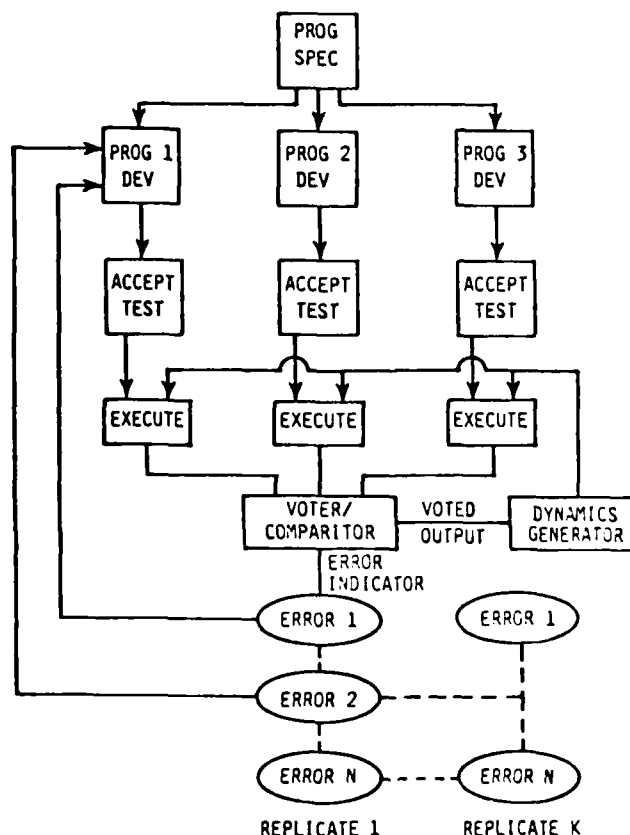 PROG
SPEC
PROG 1
DEV
PROG 2
DEV
PROG 3
DEV
ACCEPT
TEST
ACCEPT
TEST
ACCEPT
TEST
EXECUTE
EXECUTE
EXECUTE
VOTER/
COMPARITOR
VOTED
OUTPUT
DYNAMICS
GENERATOR
ERROR
INDICATOR
ERROR 1
ERROR 1
ERROR 2
ERROR N
ERROR N
REPLICATE 1
REPLICATE K